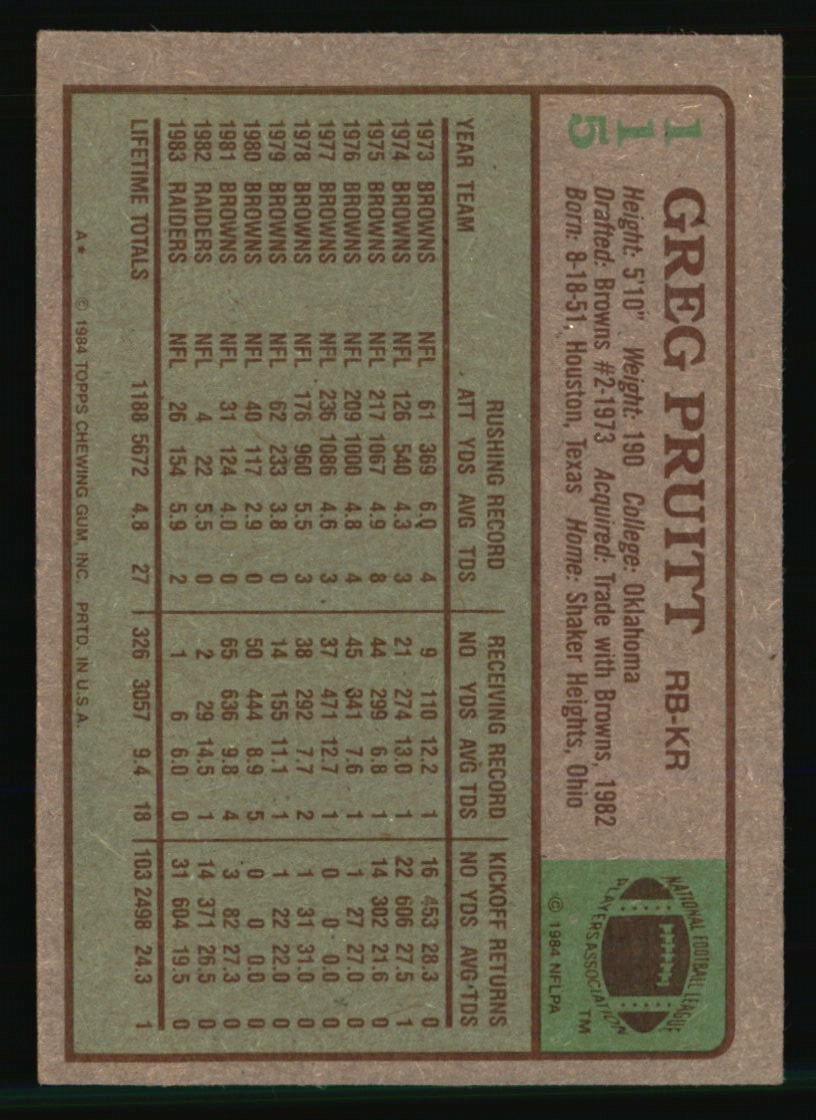 115
GREG PRUITT RB-KR
Height: 5'10" Weight: 190 College: Oklahoma
Drafted: Browns #2-1973 Acquired: Trade with Browns, 1982
Born: 8-18-51, Houston, Texas Home: Shaker Heights, Ohio
NATIONAL FOOTBALL LEAGUE
PLAYERS ASSOCIATION TM
© 1984 NFLPA
RUSHING RECORD RECEIVING RECORD KICKOFF RETURNS
YEAR TEAM ATT YDS AVG TDS NO YDS AVG TDS NO YDS AVG TDS
1973 BROWNS NFL 61 369 6.0 4 9 110 12.2 1 16 453 28.3 0
1974 BROWNS NFL 126 540 4.3 3 21 274 13.0 1 22 606 27.5 1
1975 BROWNS NFL 217 1067 4.9 8 44 299 6.8 1 14 302 21.6 0
1976 BROWNS NFL 209 1000 4.8 4 45 341 7.6 1 1 27 27.0 0
1977 BROWNS NFL 236 1086 4.6 3 37 471 12.7 1 0 0 0.0 0
1978 BROWNS NFL 176 960 5.5 3 38 292 7.7 2 1 31 31.0 0
1979 BROWNS NFL 62 233 3.8 0 14 155 11.1 1 1 22 22.0 0
1980 BROWNS NFL 40 117 2.9 0 50 444 8.9 5 0 0 0.0 0
1981 BROWNS NFL 31 124 4.0 0 65 636 9.8 4 3 82 27.3 0
1982 RAIDERS NFL 4 22 5.5 0 2 29 14.5 1 14 371 26.5 0
1983 RAIDERS NFL 26 154 5.9 2 1 6 6.0 0 31 604 19.5 0
LIFETIME TOTALS 1188 5672 4.8 27 326 3057 9.4 18 103 2498 24.3 1
A* © 1984 TOPPS CHEWING GUM, INC. PRTD. IN U.S.A.